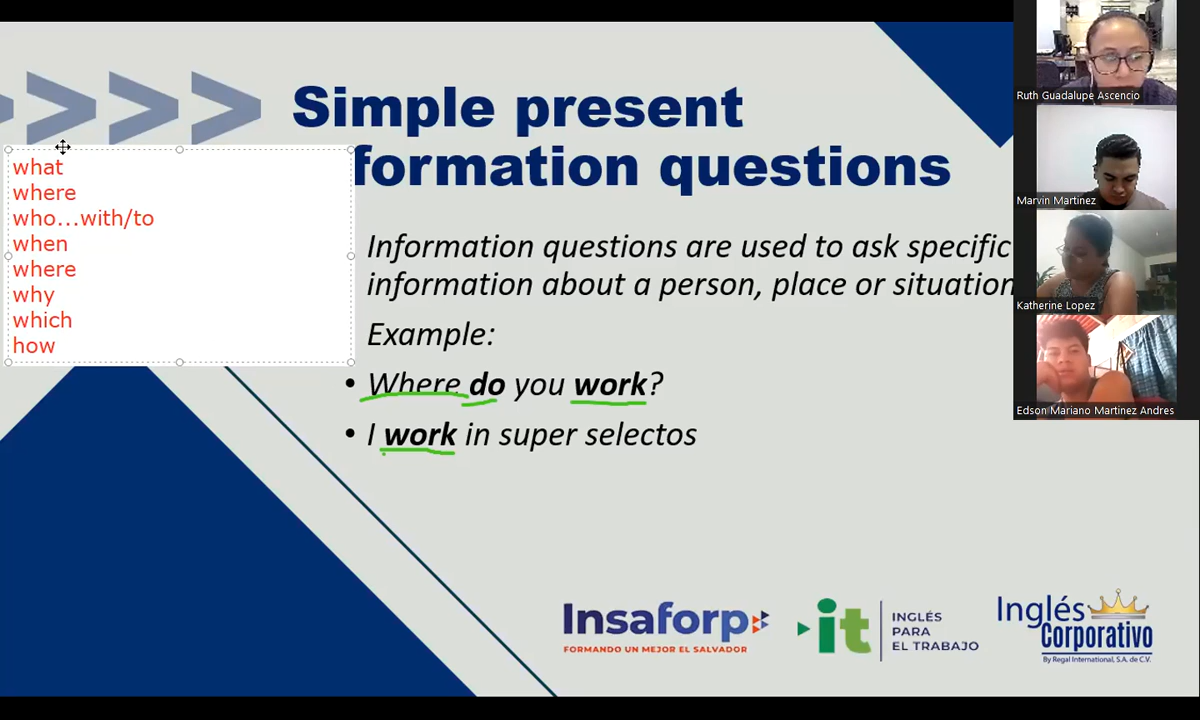 Simple present
formation questions
what
where
who...with/to
when
where
why
which
how
Information questions are used to ask specific
information about a person, place or situation
Example:
• Where do you work?
• I work in super selectos
Insaforp
FORMANDO UN MEJOR EL SALVADOR
it
INGLÉS
PARA
EL TRABAJO
Inglés
Corporativo
By Regal International, S.A. de C.V.
Ruth Guadalupe Ascencio
Marvin Martinez
Katherine Lopez
Edson Mariano Martinez Andres